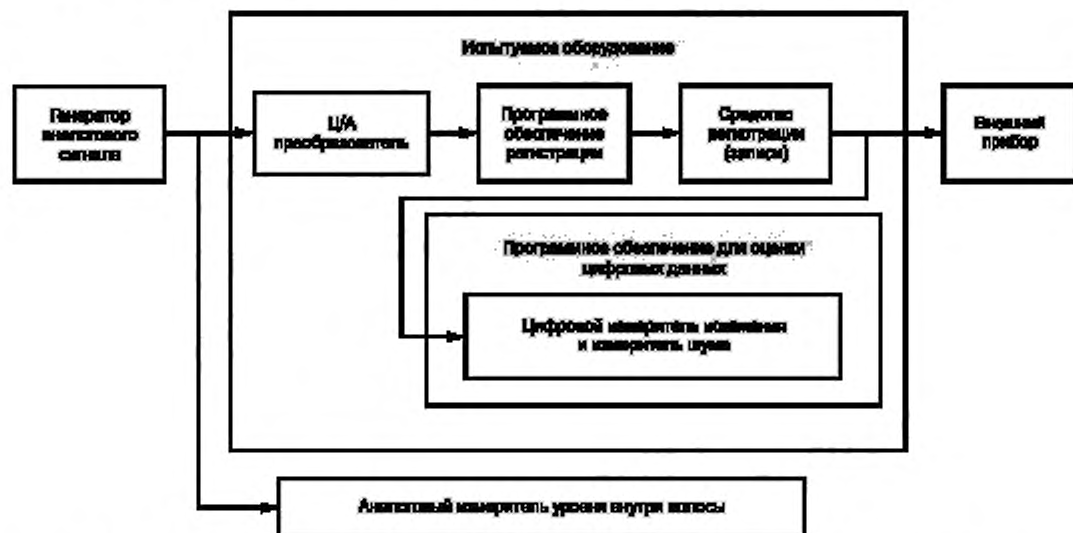 Испытуемое оборудование
Генератор
аналогового
сигнала
Ц/А
преобразователь
Программное
обеспечение
регистрации
Средство
регистрации
(записи)
Внешний
прибор
Программное обеспечение для оценки
цифровых данных
Цифровой измеритель искажения
и измеритель шума
Аналоговый измеритель уровня внутри полосы